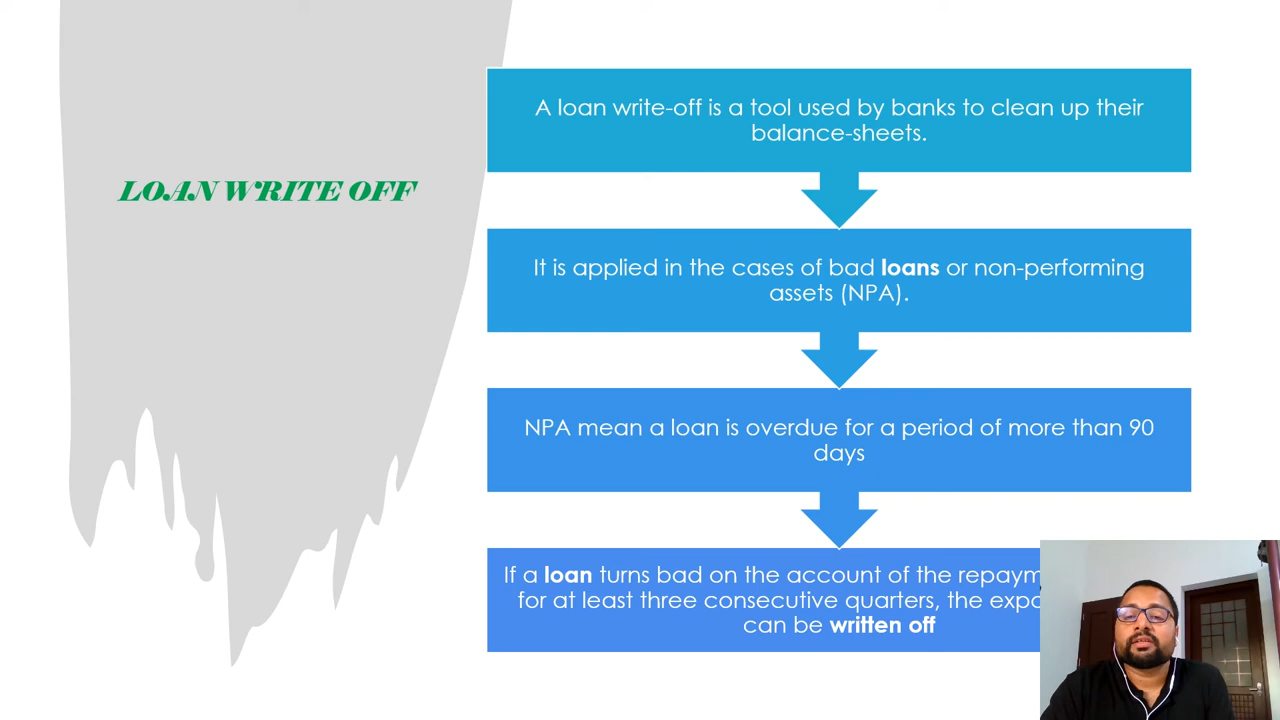 LOAN WRITE OFF
A loan write-off is a tool used by banks to clean up their
balance-sheets.
It is applied in the cases of bad loans or non-performing
assets (NPA).
NPA mean a loan is overdue for a period of more than 90
days
If a loan turns bad on the account of the
for at least three consecutive quarters, the
can be written off